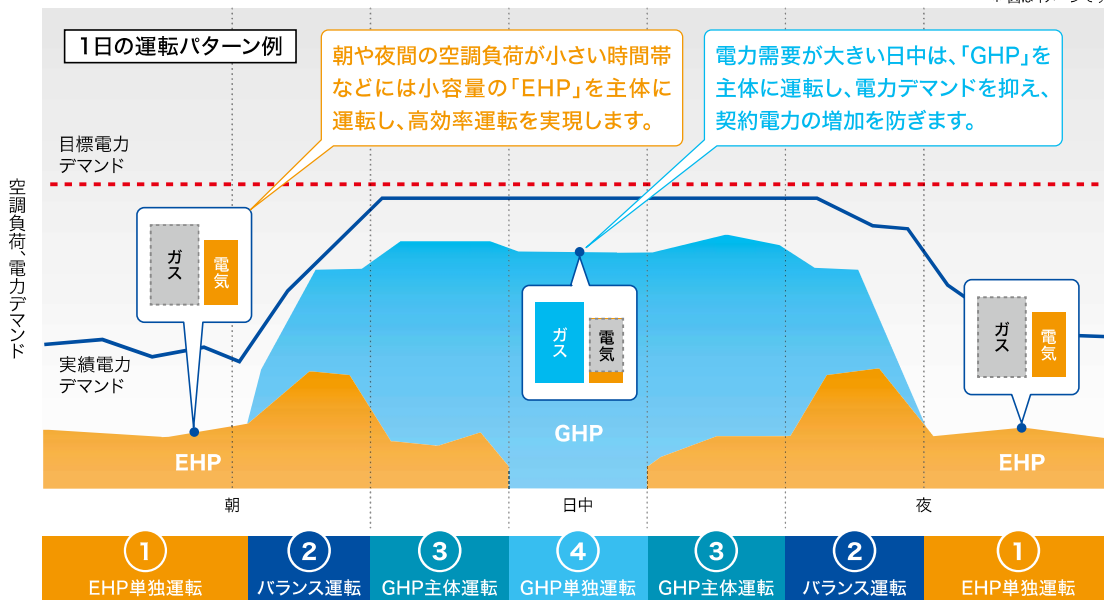 1日の運転パターン例
朝や夜間の空調負荷が小さい時間帯
などには小容量の「EHP」を主体に
運転し、高効率運転を実現します。
電力需要が大きい日中は、「GHP」を
主体に運転し、電力デマンドを抑え、
契約電力の増加を防ぎます。
目標電力
デマンド
空調負荷、電力デマンド
ガス
電気
ガス
電気
ガス
電気
実績電力
デマンド
EHP
GHP
EHP
朝
日中
夜
1
2
3
4
3
2
1
EHP単独運転
バランス運転
GHP主体運転
GHP単独運転
GHP主体運転
バランス運転
EHP単独運転